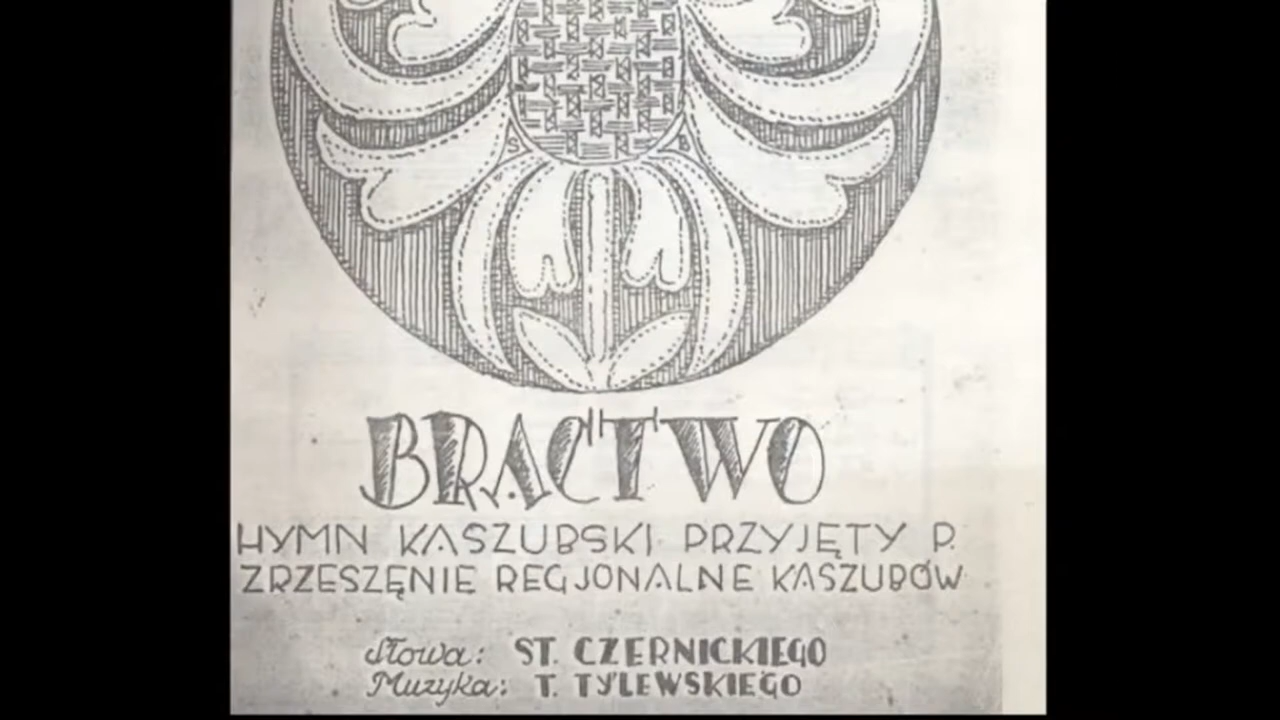 S B
BRACTWO
HYMN KASZUBSKI PRZYJĘTY P.
ZRZESZĘNIE REGJONALNE KASZUBÓW
Słowa: ST. CZERNICKIEGO
Muzyka: T. TYLEWSKIEGO